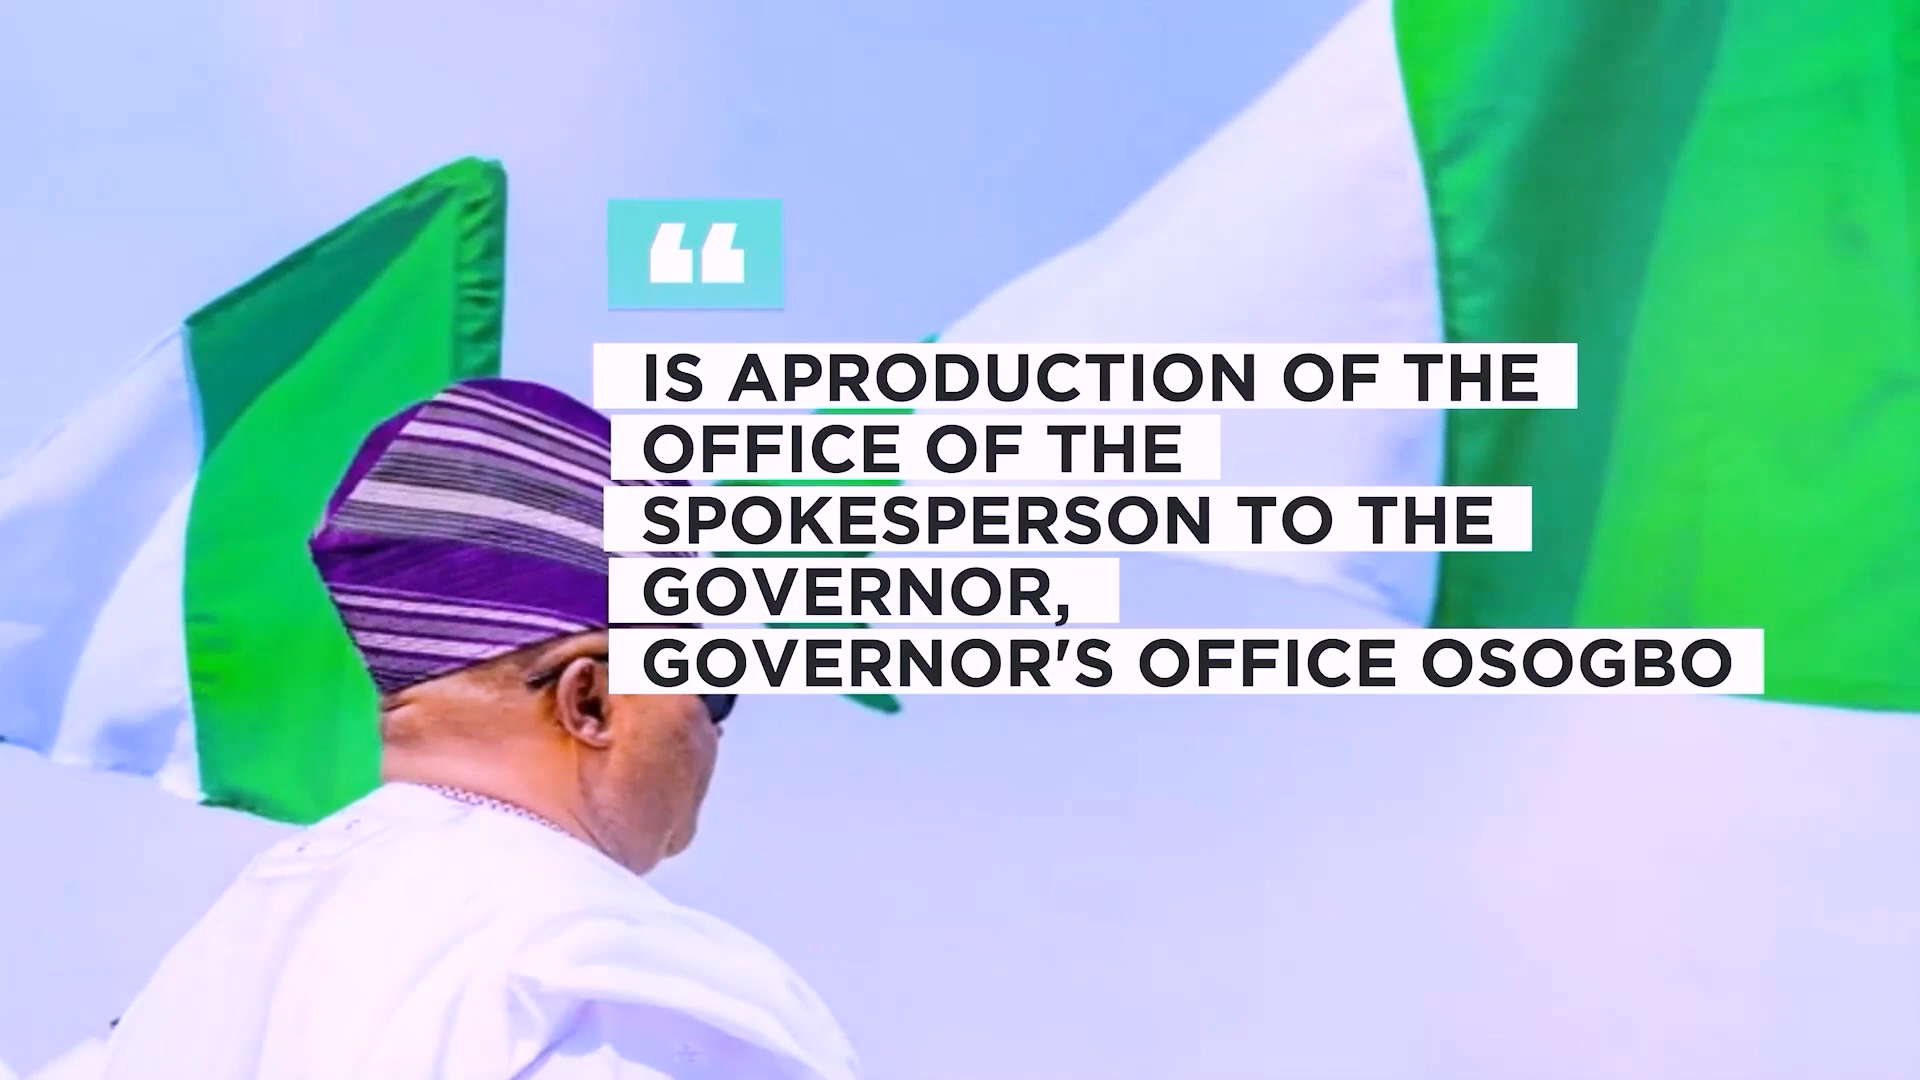 “
IS APRODUCTION OF THE
OFFICE OF THE
SPOKESPERSON TO THE
GOVERNOR,
GOVERNOR'S OFFICE OSOGBO